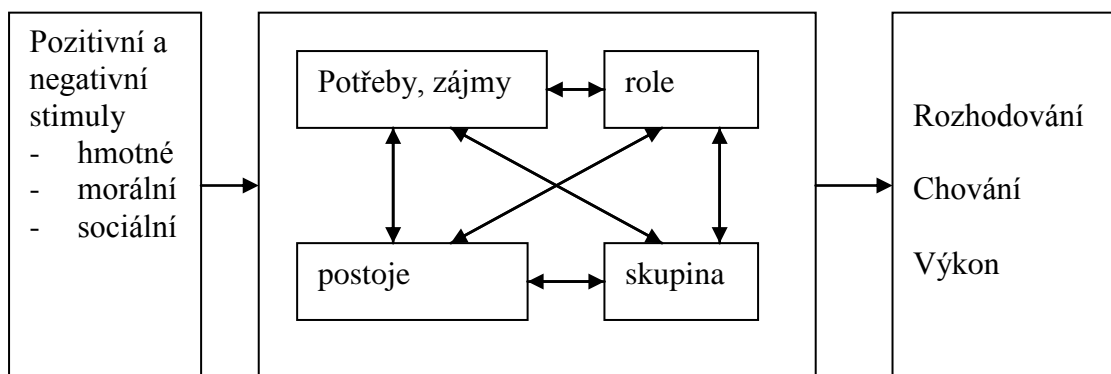 Pozitivní a
negativní
stimuly
- hmotné
- morální
- sociální
Potřeby, zájmy
role
postoje
skupina
Rozhodování
Chování
Výkon